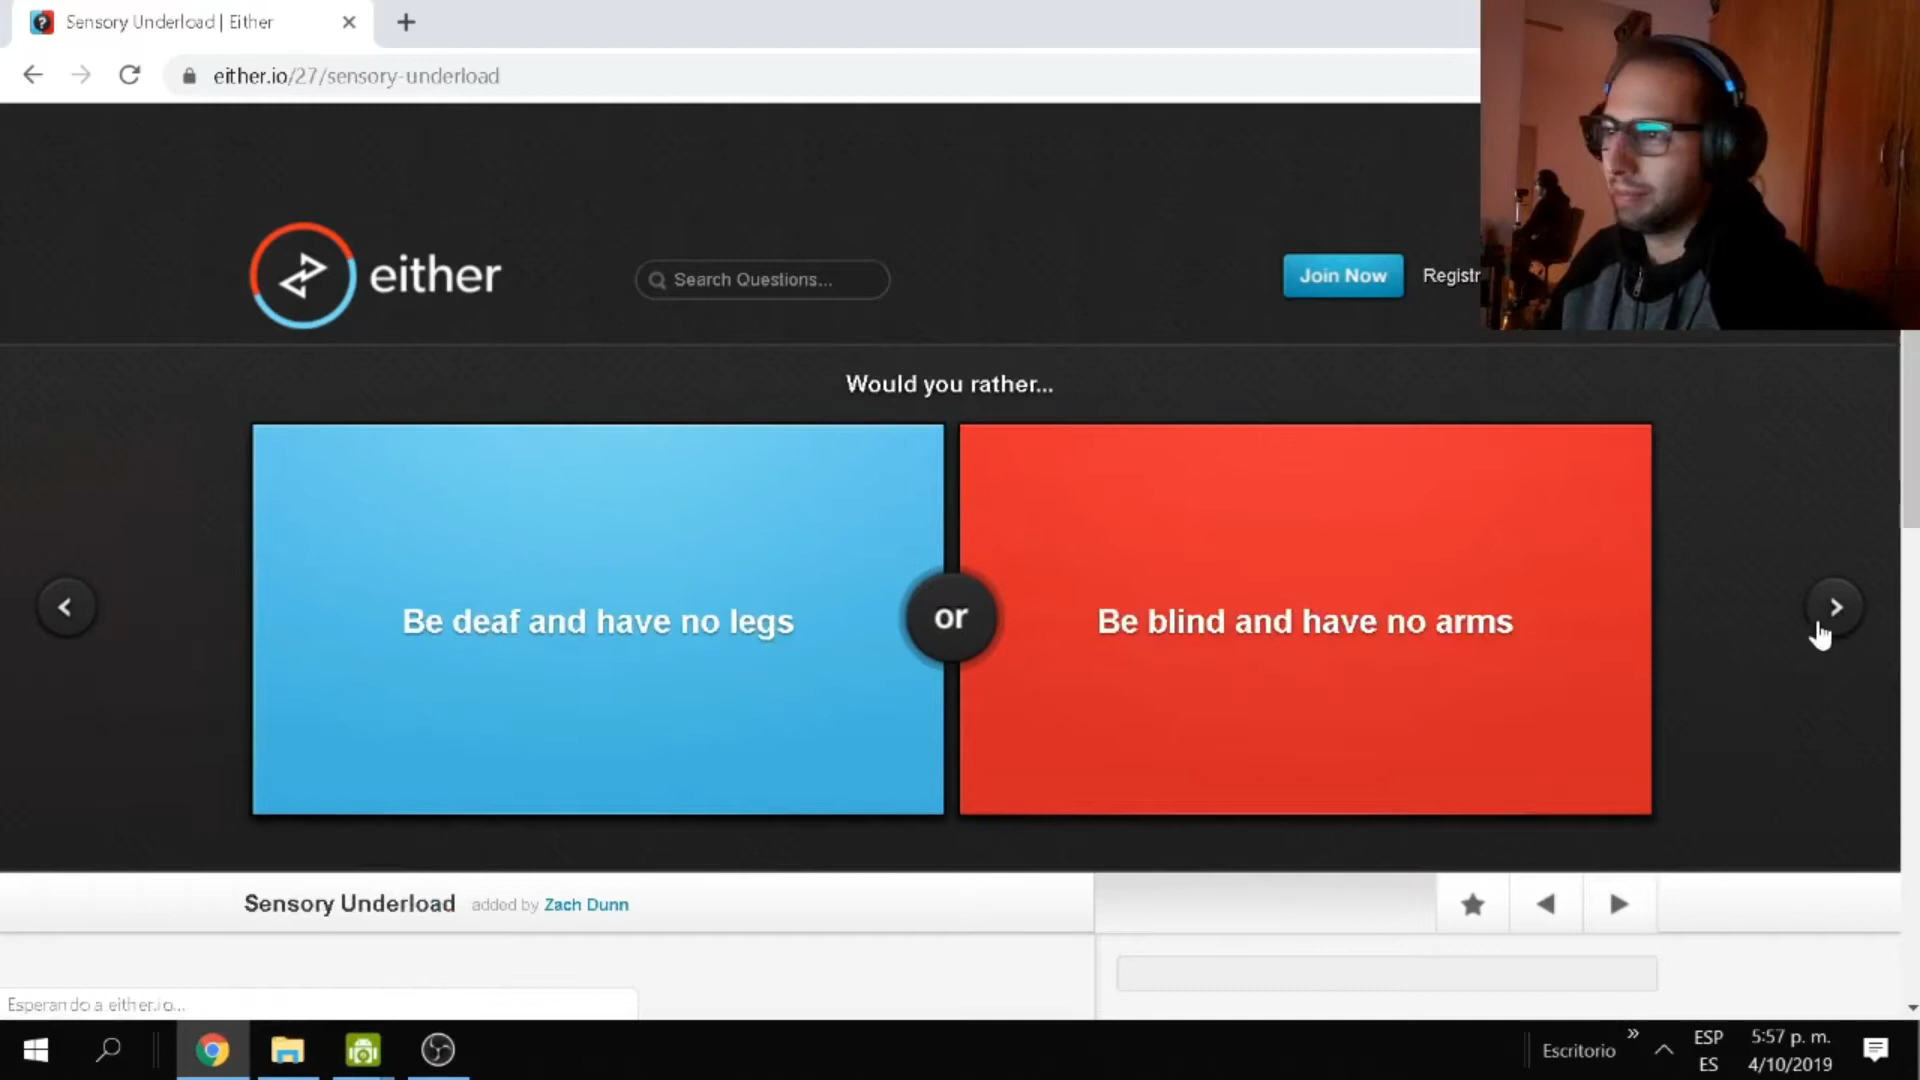 Sensory Underload | Either
either.io/27/sensory-underload
either
Search Questions...
Join Now
Registr
Would you rather...
Be deaf and have no legs
or
Be blind and have no arms
Sensory Underload added by Zach Dunn
Esperando a either.io...
Escritorio
ESP
ES
5:57 p. m.
4/10/2019